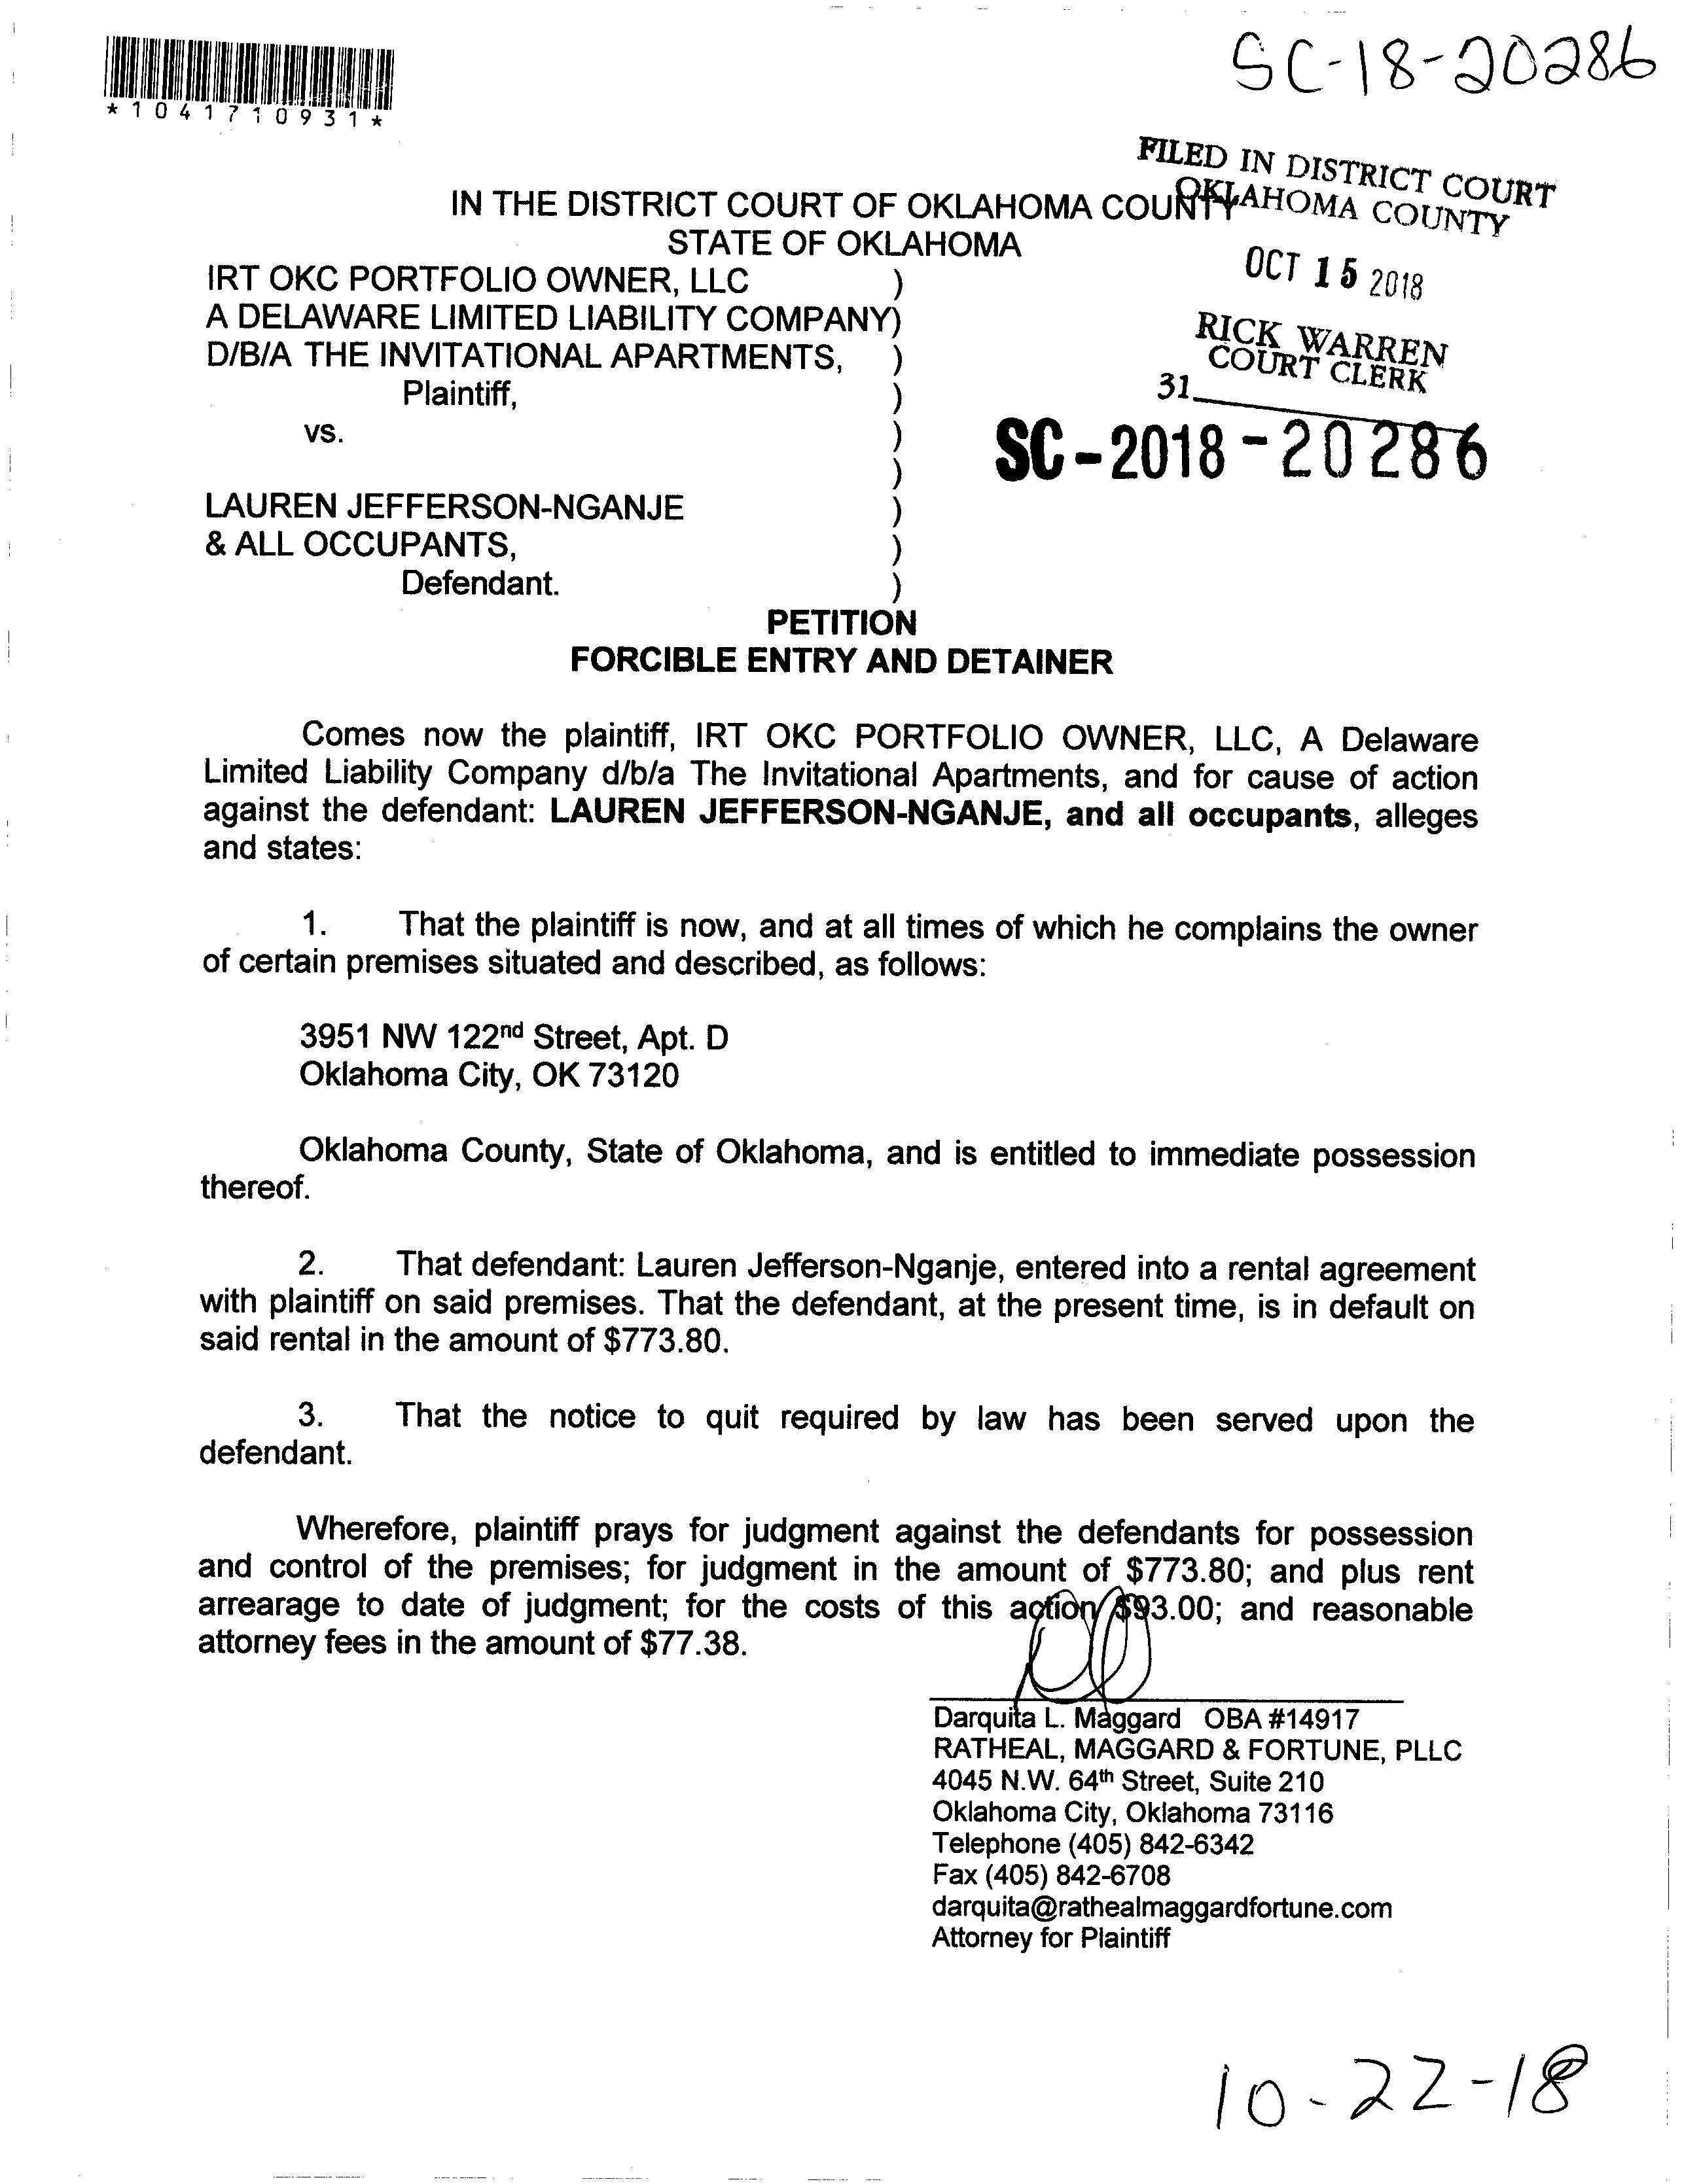 SC-18-20286
*1041710931*
FILED IN DISTRICT COURT
OKLAHOMA COUNTY
IN THE DISTRICT COURT OF OKLAHOMA COUNTY
STATE OF OKLAHOMA
OCT 15 2018
IRT OKC PORTFOLIO OWNER, LLC )
A DELAWARE LIMITED LIABILITY COMPANY)
D/B/A THE INVITATIONAL APARTMENTS, )
RICK WARREN
COURT CLERK
31
Plaintiff, )
vs. )
SC-2018-20286
)
LAUREN JEFFERSON-NGANJE )
& ALL OCCUPANTS, )
Defendant. )
PETITION
FORCIBLE ENTRY AND DETAINER
Comes now the plaintiff, IRT OKC PORTFOLIO OWNER, LLC, A Delaware
Limited Liability Company d/b/a The Invitational Apartments, and for cause of action
against the defendant: LAUREN JEFFERSON-NGANJE, and all occupants, alleges
and states:
1. That the plaintiff is now, and at all times of which he complains the owner
of certain premises situated and described, as follows:
3951 NW 122nd Street, Apt. D
Oklahoma City, OK 73120
Oklahoma County, State of Oklahoma, and is entitled to immediate possession
thereof.
2. That defendant: Lauren Jefferson-Nganje, entered into a rental agreement
with plaintiff on said premises. That the defendant, at the present time, is in default on
said rental in the amount of $773.80.
3. That the notice to quit required by law has been served upon the
defendant.
Wherefore, plaintiff prays for judgment against the defendants for possession
and control of the premises; for judgment in the amount of $773.80; and plus rent
arrearage to date of judgment; for the costs of this action $93.00; and reasonable
attorney fees in the amount of $77.38.
Darquita L. Maggard OBA #14917
RATHEAL, MAGGARD & FORTUNE, PLLC
4045 N.W. 64th Street, Suite 210
Oklahoma City, Oklahoma 73116
Telephone (405) 842-6342
Fax (405) 842-6708
darquita@rathealmaggardfortune.com
Attorney for Plaintiff
10-22-18